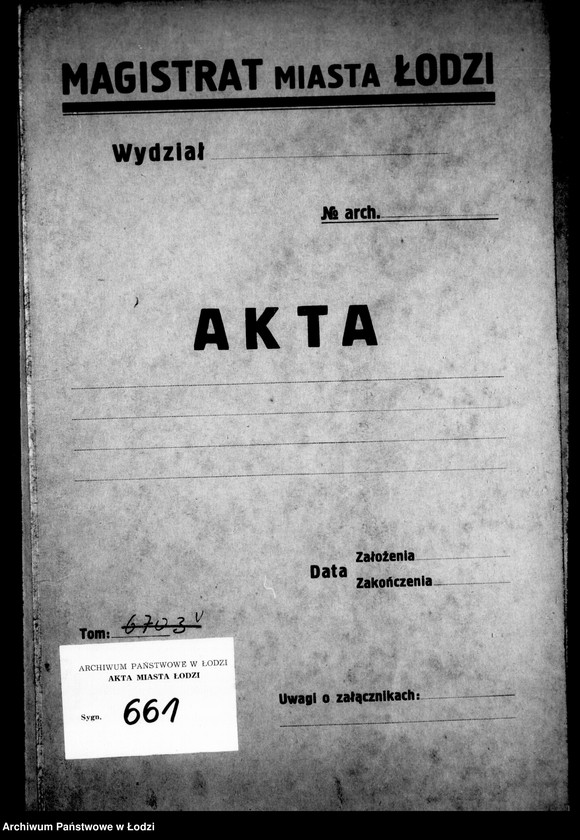 MAGISTRAT MIASTA ŁODZI
Wydział
№ arch.
AKTA
Data Założenia
Zakończenia
Tom: 6703 V
ARCHIWUM PAŃSTWOWE W ŁODZI
AKTA MIASTA ŁODZI
Sygn. 661
Uwagi o załącznikach:
Archiwum Państwowe w Łodzi